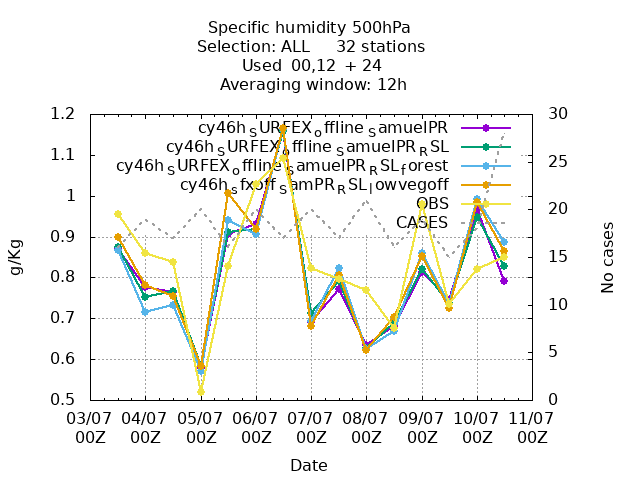 Specific humidity 500hPa
Selection: ALL 32 stations
Used 00,12 + 24
Averaging window: 12h
1.2 30
cy46h_SURFEX_offline_SamuelPR
cy46h_SURFEX_offline_SamuelPR_RSL
1.1 25
cy46h_SURFEX_offline_SamuelPR_RSL_forest
cy46h_sfxoff_SamPR_RSL_lowvegoff
1 20
OBS
CASES
0.9 15
0.8 10
0.7
0.6 5
0.5 0
g/Kg
No cases
03/07 04/07 05/07 06/07 07/07 08/07 09/07 10/07 11/07
00Z 00Z 00Z 00Z 00Z 00Z 00Z 00Z 00Z
Date